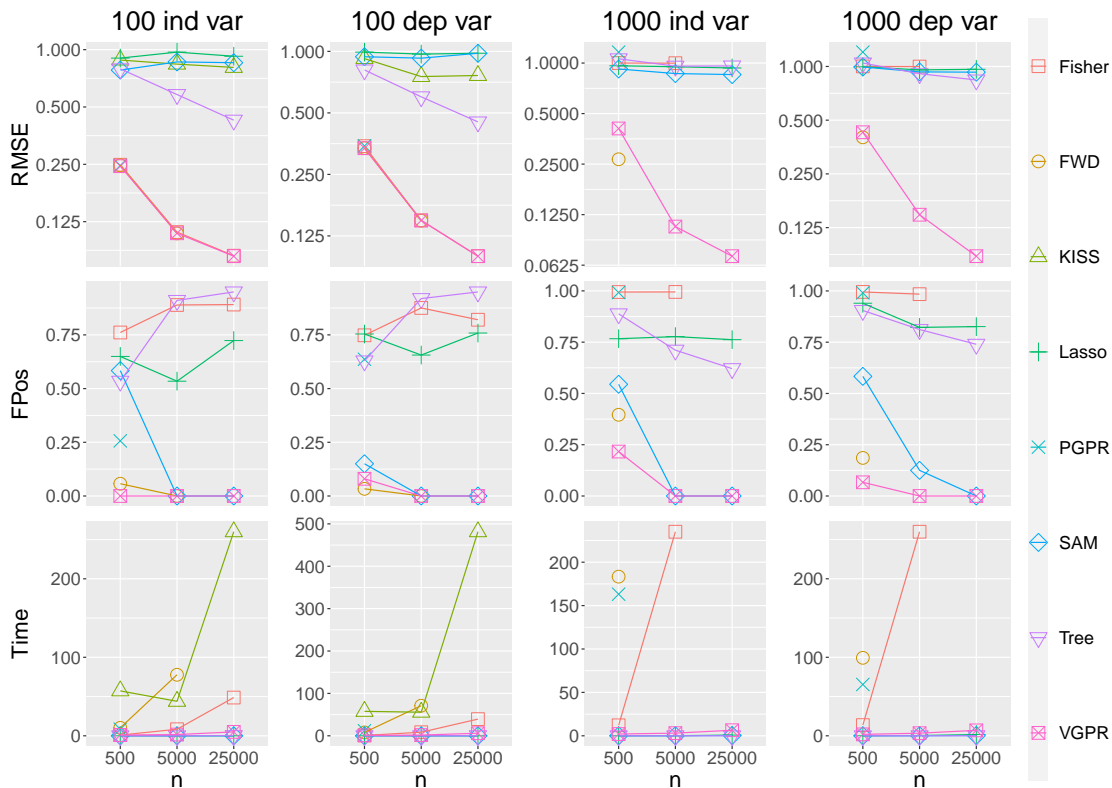 100 ind var 100 dep var 1000 ind var 1000 dep var
RMSE
1.000 0.500 0.250 0.125
1.000 0.500 0.250 0.125
1.0000 0.5000 0.2500 0.1250 0.0625
1.000 0.500 0.250 0.125
FPos
0.75 0.50 0.25 0.00
0.75 0.50 0.25 0.00
1.00 0.75 0.50 0.25 0.00
1.00 0.75 0.50 0.25 0.00
Time
200 100 0
500 400 300 200 100 0
250 200 150 100 50 0
200 100 0
500 5000 25000 500 5000 25000 500 5000 25000 500 5000 25000
n n n n
Fisher
FWD
KISS
Lasso
PGPR
SAM
Tree
VGPR